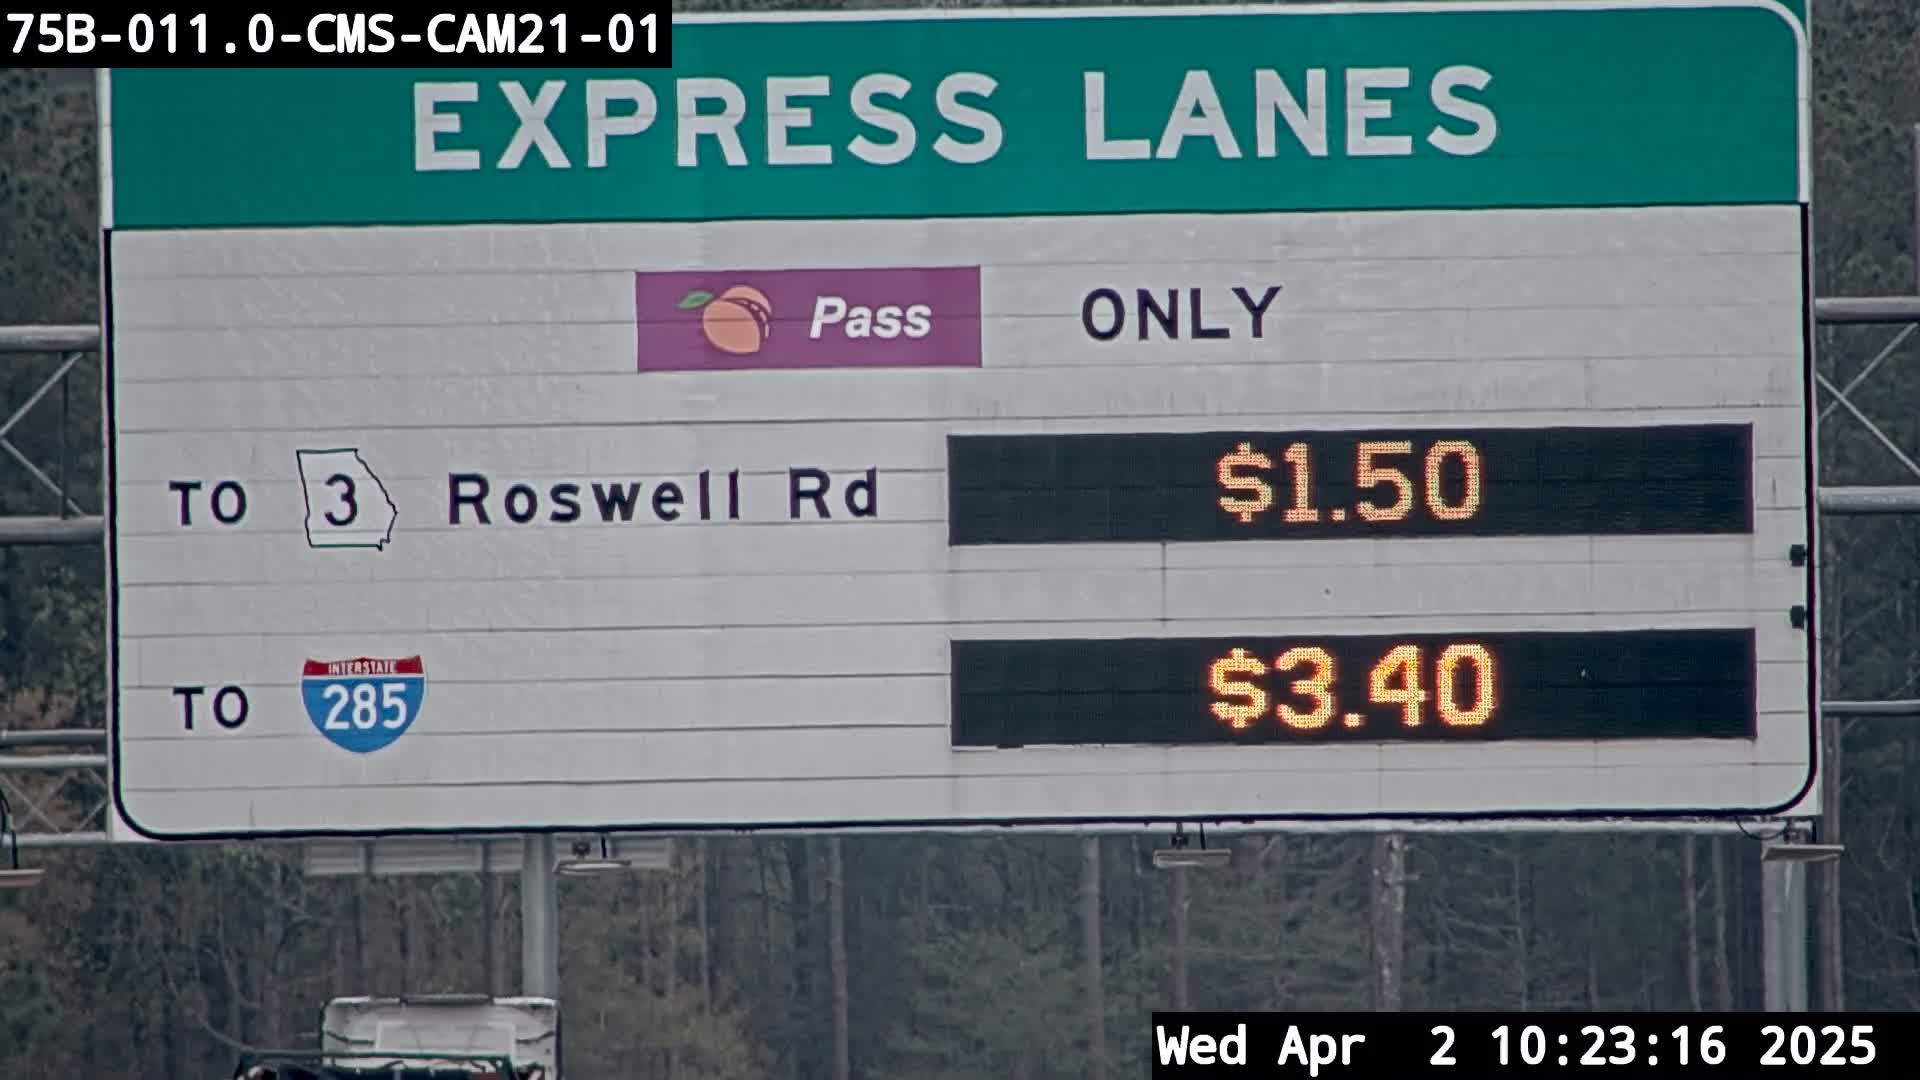 75B-011.0-CMS-CAM21-01
EXPRESS LANES
Pass ONLY
TO 3 Roswell Rd $1.50
INTERSTATE
TO 285 $3.40
Wed Apr 2 10:23:16 2025